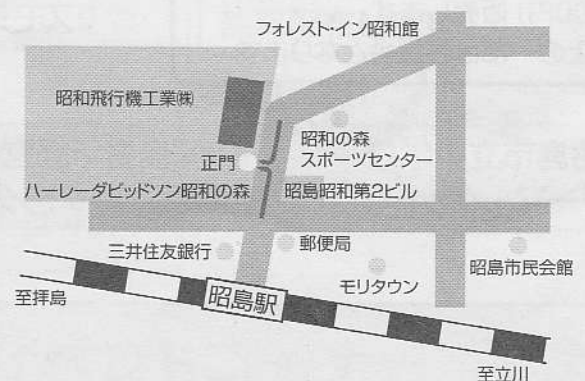 フォレスト・イン昭和館
昭和飛行機工業㈱
昭和の森
スポーツセンター
正門
ハーレーダビッドソン昭和の森
昭島昭和第2ビル
三井住友銀行
郵便局
昭島市民会館
モリタウン
昭島駅
至拝島
至立川